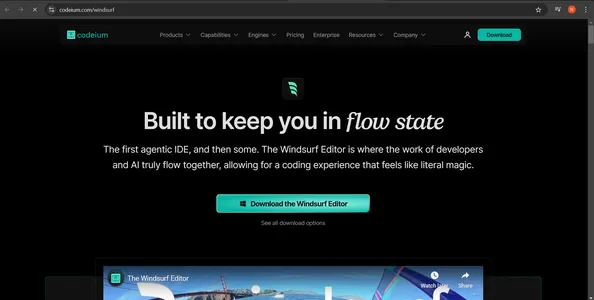 codeium.com/windsurf
codeium
Products
Capabilities
Engines
Pricing
Enterprise
Resources
Company
Download
Built to keep you in flow state
The first agentic IDE, and then some. The Windsurf Editor is where the work of developers
and AI truly flow together, allowing for a coding experience that feels like literal magic.
Download the Windsurf Editor
See all download options
The Windsurf Editor
Watch later
Share